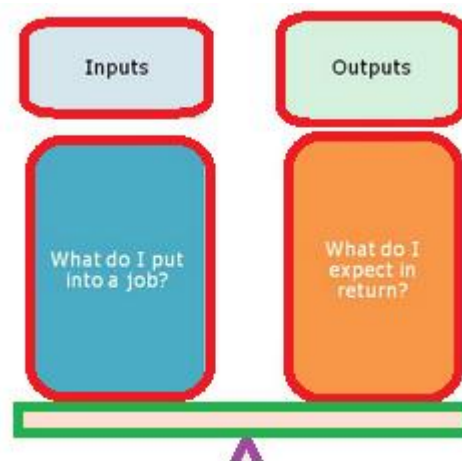 Inputs
Outputs
What do I put
into a job?
What do I
expect in
return?